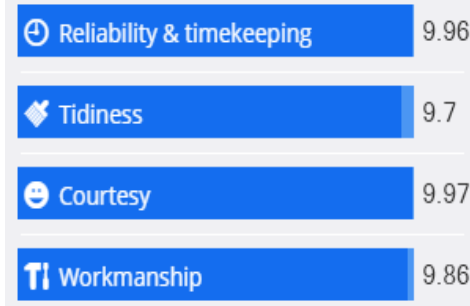 Reliability & timekeeping 9.96
Tidiness 9.7
Courtesy 9.97
Workmanship 9.86